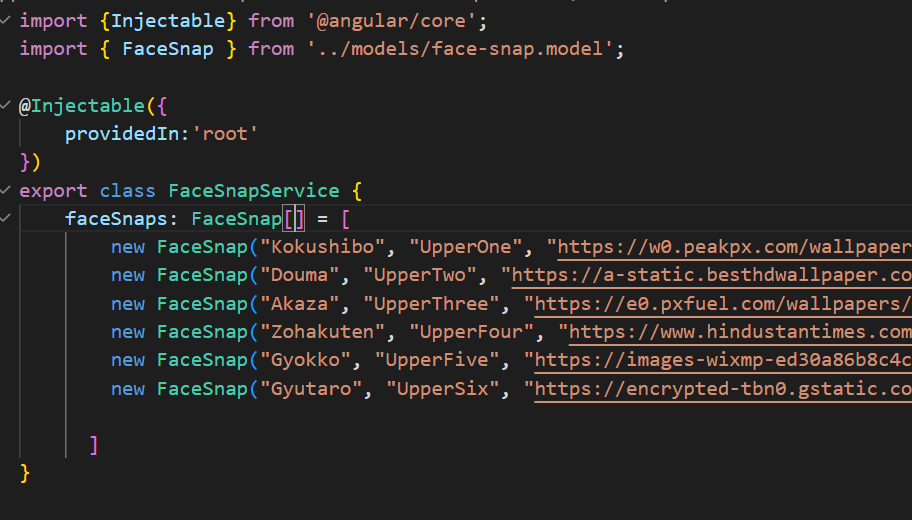 import {Injectable} from '@angular/core';
import { FaceSnap } from '../models/face-snap.model';
@Injectable({
providedIn:'root'
})
export class FaceSnapService {
faceSnaps: FaceSnap[] = [
new FaceSnap("Kokushibo", "UpperOne", "https://w0.peakpx.com/wallpaper
new FaceSnap("Douma", "UpperTwo", "https://a-static.besthdwallpaper.co
new FaceSnap("Akaza", "UpperThree", "https://e0.pxfuel.com/wallpapers/
new FaceSnap("Zohakuten", "UpperFour", "https://www.hindustantimes.com
new FaceSnap("Gyokko", "UpperFive", "https://images-wixmp-ed30a86b8c4c
new FaceSnap("Gyutaro", "UpperSix", "https://encrypted-tbn0.gstatic.co
]
}